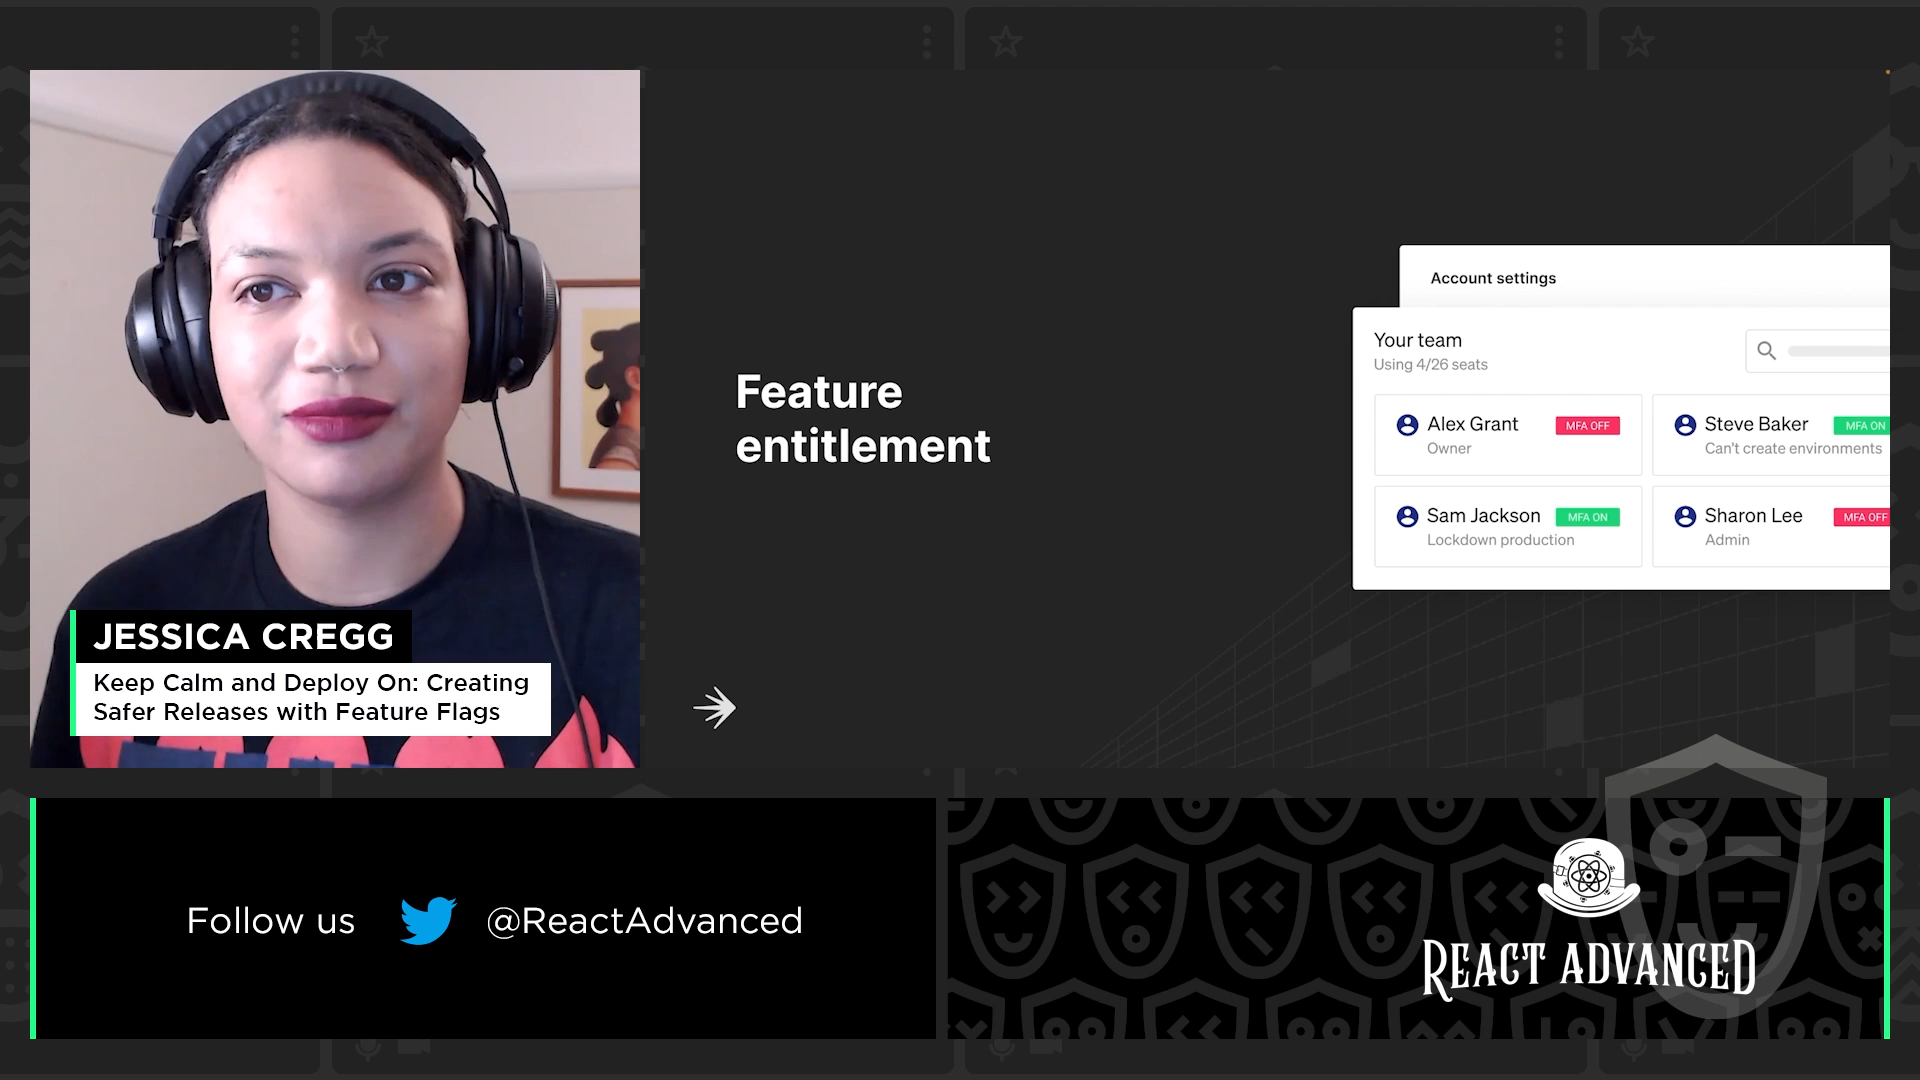 JESSICA CREGG
Keep Calm and Deploy On: Creating
Safer Releases with Feature Flags
Feature
entitlement
Account settings
Your team
Using 4/26 seats
Alex Grant
MFA OFF
Owner
Steve Baker
MFA ON
Can't create environments
Sam Jackson
MFA ON
Lockdown production
Sharon Lee
MFA OFF
Admin
Follow us
@ReactAdvanced
REACT ADVANCED